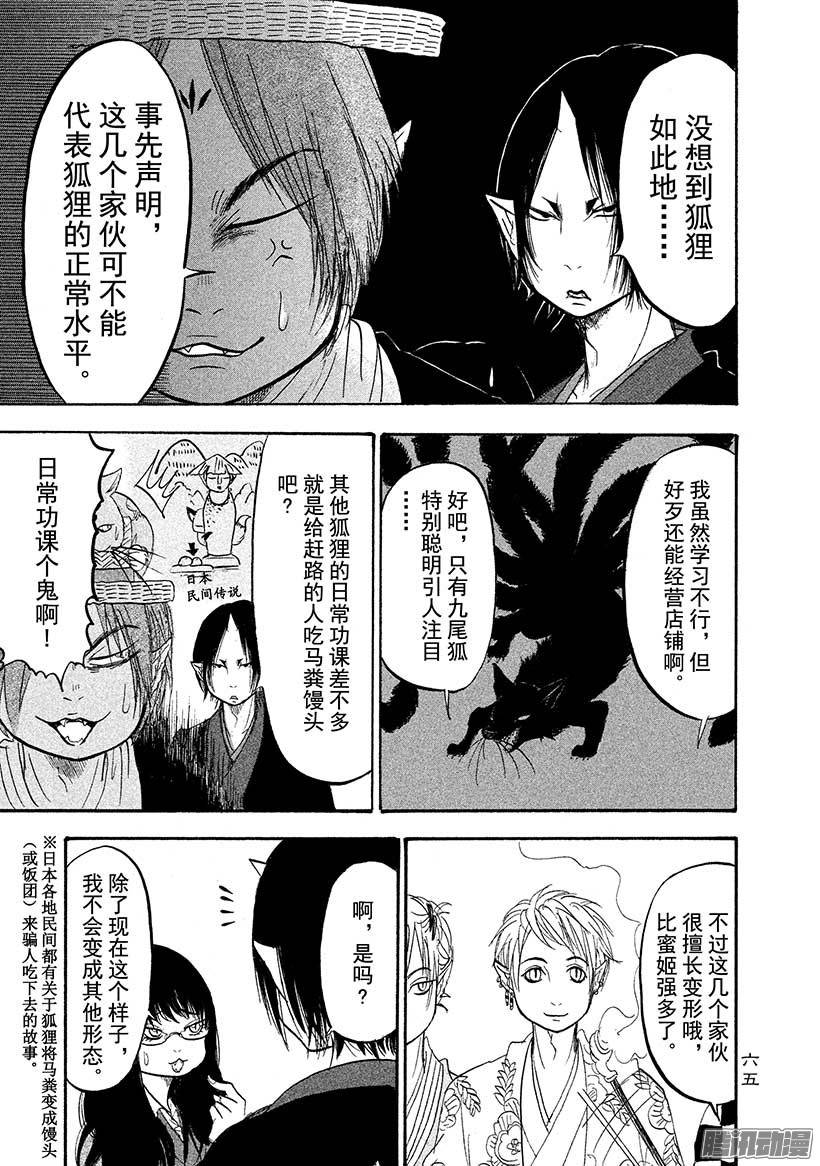 没想到狐狸
如此地……
事先声明，
这几个家伙可不能
代表狐狸的正常水平。
我虽然学习不行，但
好歹还能经营店铺啊。
好吧，只有九尾狐
特别聪明引人注目
……
其他狐狸的日常功课差不多
就是给赶路的人吃马粪馒头
吧？
日本
民间传说
日常功课个鬼啊！
不过这几个家伙
很擅长变形哦，
比蜜姬强多了。
啊，是吗？
除了现在这个样子，
我不会变成其他形态。
※日本各地民间都有关于狐狸将马粪变成馒头
（或饭团）来骗人吃下去的故事。
六五
腾讯动漫